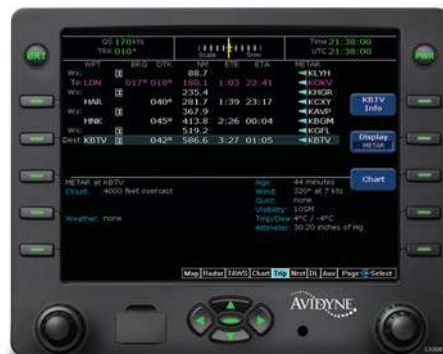 GS 170kts
TRK 010°
Scale 5nm
Time 21:38:00
UTC 21:38:00
BRT
PWR
WPT BRG DTK NM ETE ETA METAR
Wx: 88.7 KLYH
To: LDN 017° 018° 180.1 1:03 22:41 KOKV
Wx: 235.4 KHGR
HAR 040° 281.7 1:39 23:17 KCXY
Wx: 367.9 KAVP
HNK 045° 413.8 2:26 00:04 KBGM
Wx: 519.2 KGFL
Dest: KBTV 042° 586.6 3:27 01:05 KBTV
KBTV
Info
Display
METAR
Chart
METAR at KBTV
Cloud: 4000 feet overcast
Weather: none
Age: 44 minutes
Wind: 320° at 7 kts
Gust: none
Visibility: 10SM
Tmp/Dew: 4°C / -4°C
Altimeter: 30.20 inches of Hg
Map Radar TAWS Chart Trip Nrst DL Aux Page Select
AVIDYNE